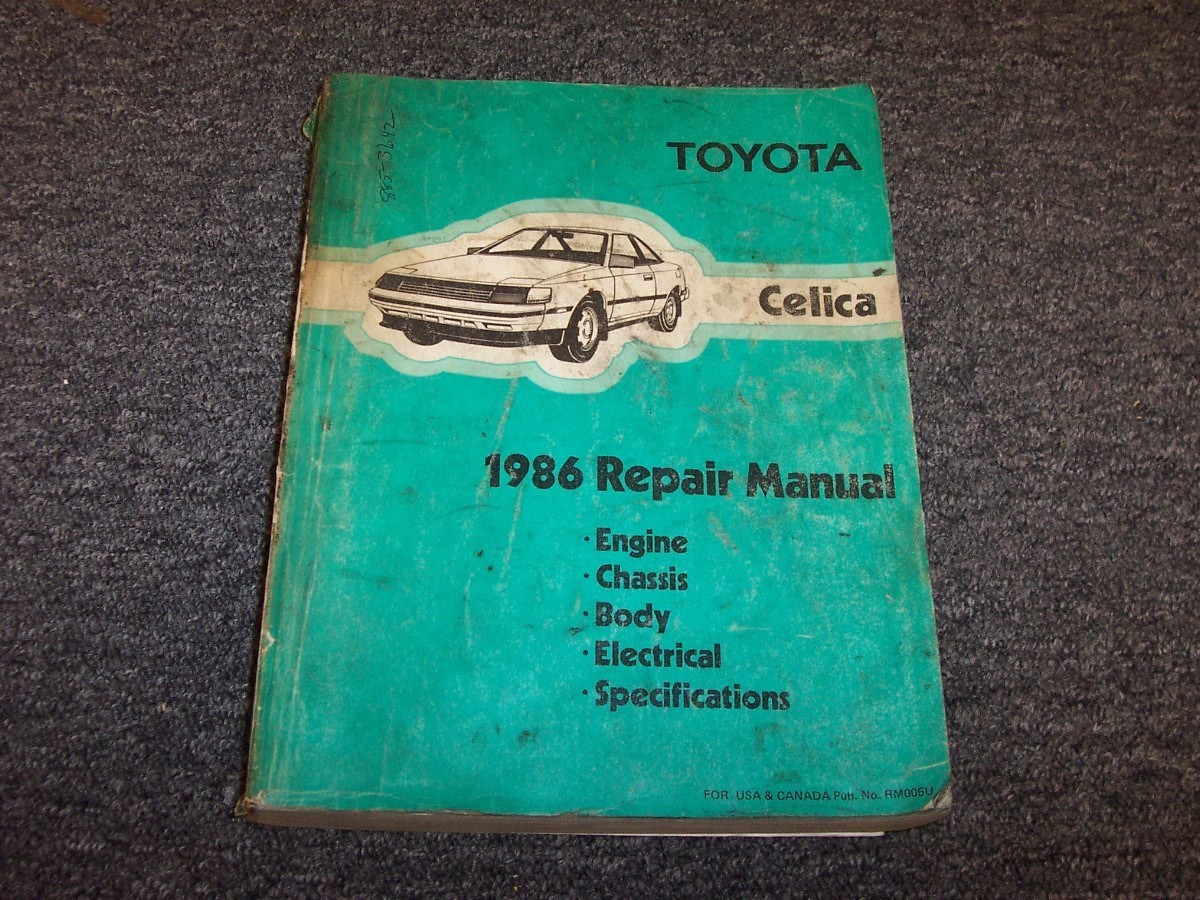 TOYOTA
Celica
1986 Repair Manual
· Engine
· Chassis
· Body
· Electrical
· Specifications
FOR USA & CANADA Pub. No. RM005U